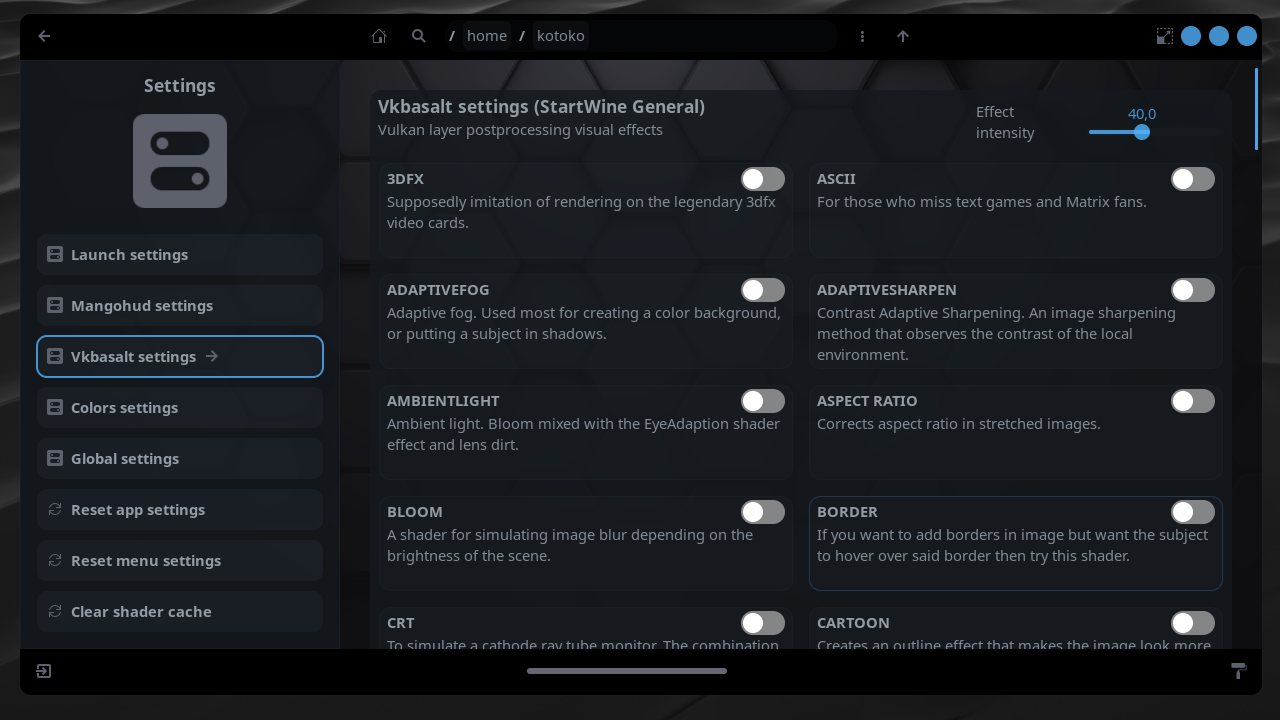 / home / kotoko
Settings
Launch settings
Mangohud settings
Vkbasalt settings
Colors settings
Global settings
Reset app settings
Reset menu settings
Clear shader cache
Vkbasalt settings (StartWine General)
Vulkan layer postprocessing visual effects
Effect
intensity
40,0
3DFX
Supposedly imitation of rendering on the legendary 3dfx
video cards.
ASCII
For those who miss text games and Matrix fans.
ADAPTIVEFOG
Adaptive fog. Used most for creating a color background,
or putting a subject in shadows.
ADAPTIVESHARPEN
Contrast Adaptive Sharpening. An image sharpening
method that observes the contrast of the local
environment.
AMBIENTLIGHT
Ambient light. Bloom mixed with the EyeAdaption shader
effect and lens dirt.
ASPECT RATIO
Corrects aspect ratio in stretched images.
BLOOM
A shader for simulating image blur depending on the
brightness of the scene.
BORDER
If you want to add borders in image but want the subject
to hover over said border then try this shader.
CRT
To simulate a cathode ray tube monitor. The combination
CARTOON
Creates an outline effect that makes the image look more